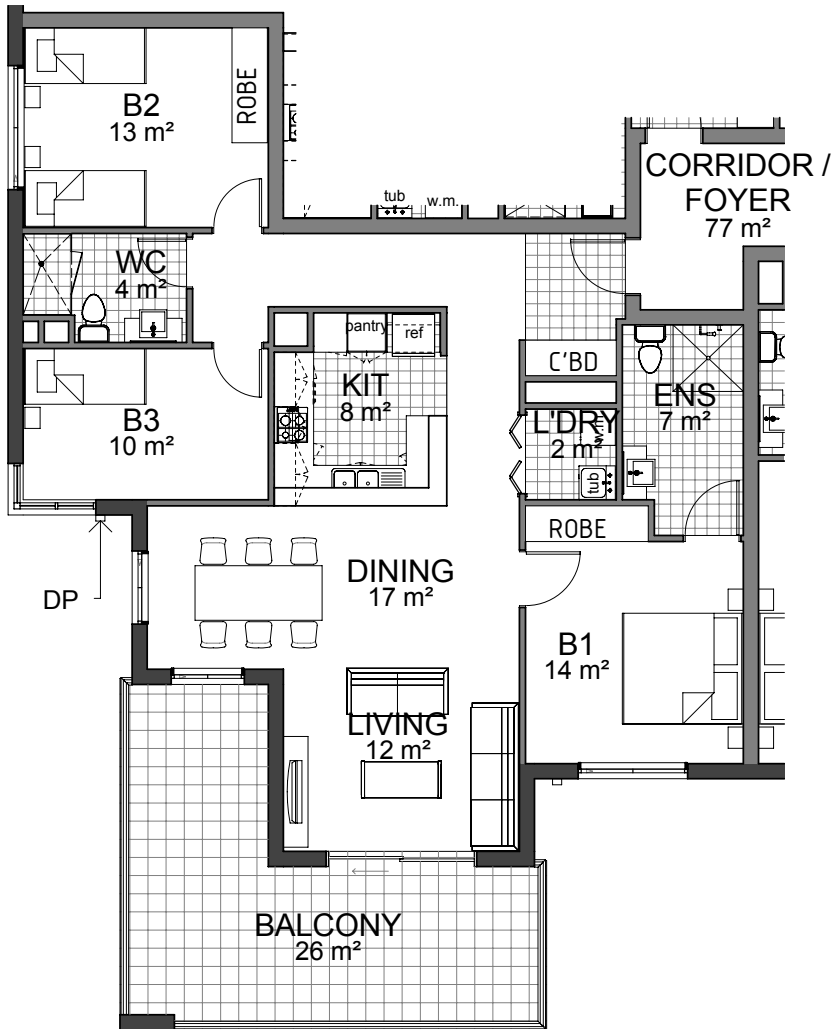 B2
13 m²
ROBE
tub
w.m.
CORRIDOR /
FOYER
77 m²
WC
4 m²
pantry
ref
KIT
8 m²
C'BD
ENS
7 m²
B3
10 m²
L'DRY
2 m²
w.m.
tub
ROBE
DINING
17 m²
DP
B1
14 m²
LIVING
12 m²
BALCONY
26 m²